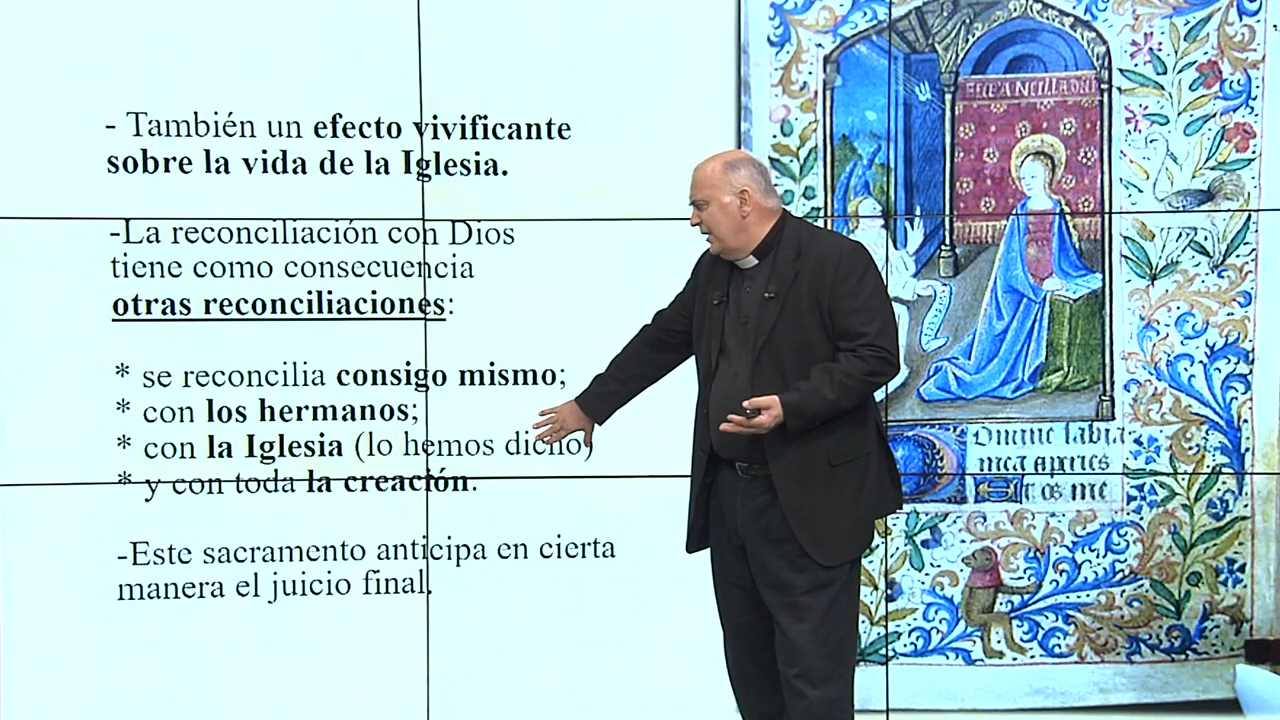 - También un efecto vivificante
sobre la vida de la Iglesia.
-La reconciliación con Dios
tiene como consecuencia
otras reconciliaciones:
* se reconcilia consigo mismo;
* con los hermanos;
* con la Iglesia (lo hemos dicho)
* y con toda la creación.
-Este sacramento anticipa en cierta
manera el juicio final.
Domine labia
mea aperies